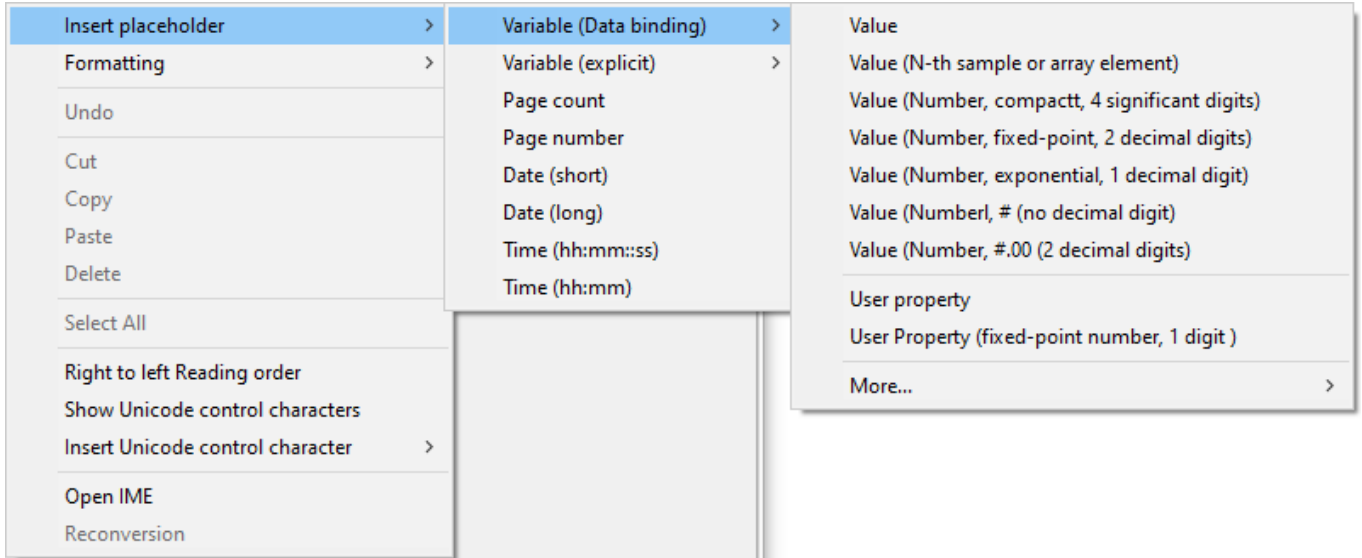 Insert placeholder
Formatting
Undo
Cut
Copy
Paste
Delete
Select All
Right to left Reading order
Show Unicode control characters
Insert Unicode control character
Open IME
Reconversion
Variable (Data binding)
Variable (explicit)
Page count
Page number
Date (short)
Date (long)
Time (hh:mm::ss)
Time (hh:mm)
Value
Value (N-th sample or array element)
Value (Number, compactt, 4 significant digits)
Value (Number, fixed-point, 2 decimal digits)
Value (Number, exponential, 1 decimal digit)
Value (Numberl, # (no decimal digit)
Value (Number, #.00 (2 decimal digits)
User property
User Property (fixed-point number, 1 digit )
More...